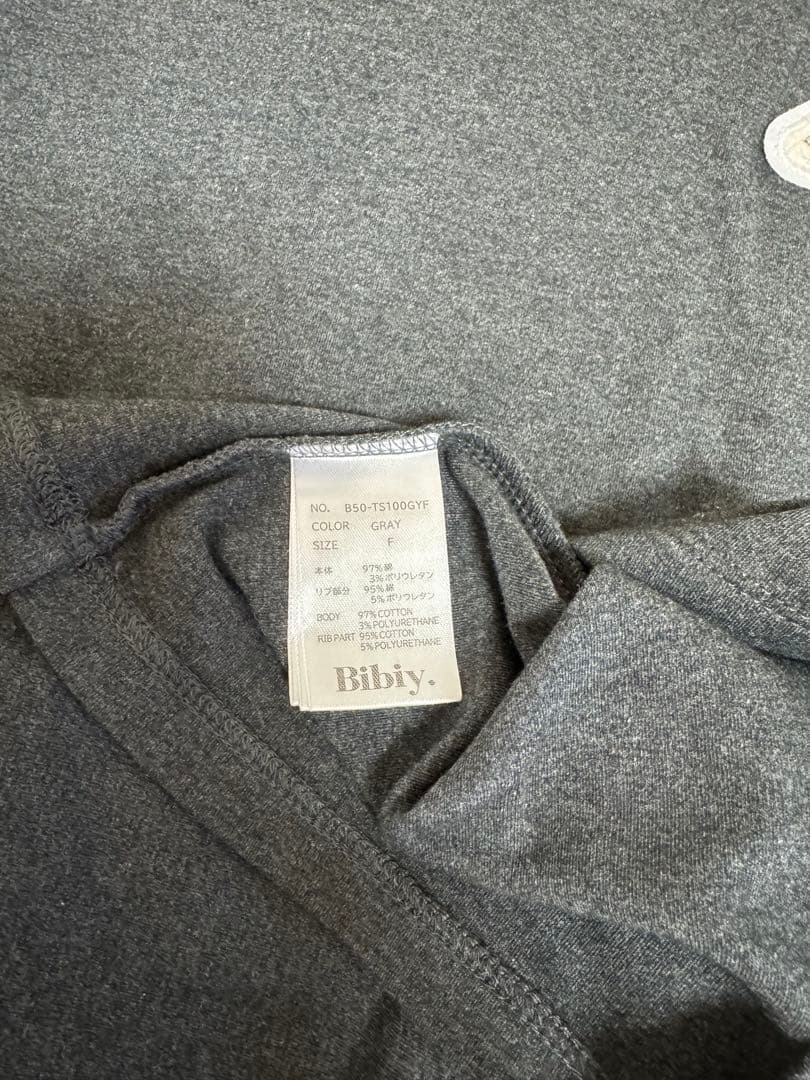 NO. B50-TS100GYF
COLOR GRAY
SIZE F
本体 97%綿
3%ポリウレタン
リブ部分 95%綿
5%ポリウレタン
BODY 97%COTTON
3%POLYURETHANE
RIB PART 95%COTTON
5%POLYURETHANE
Bibiy.